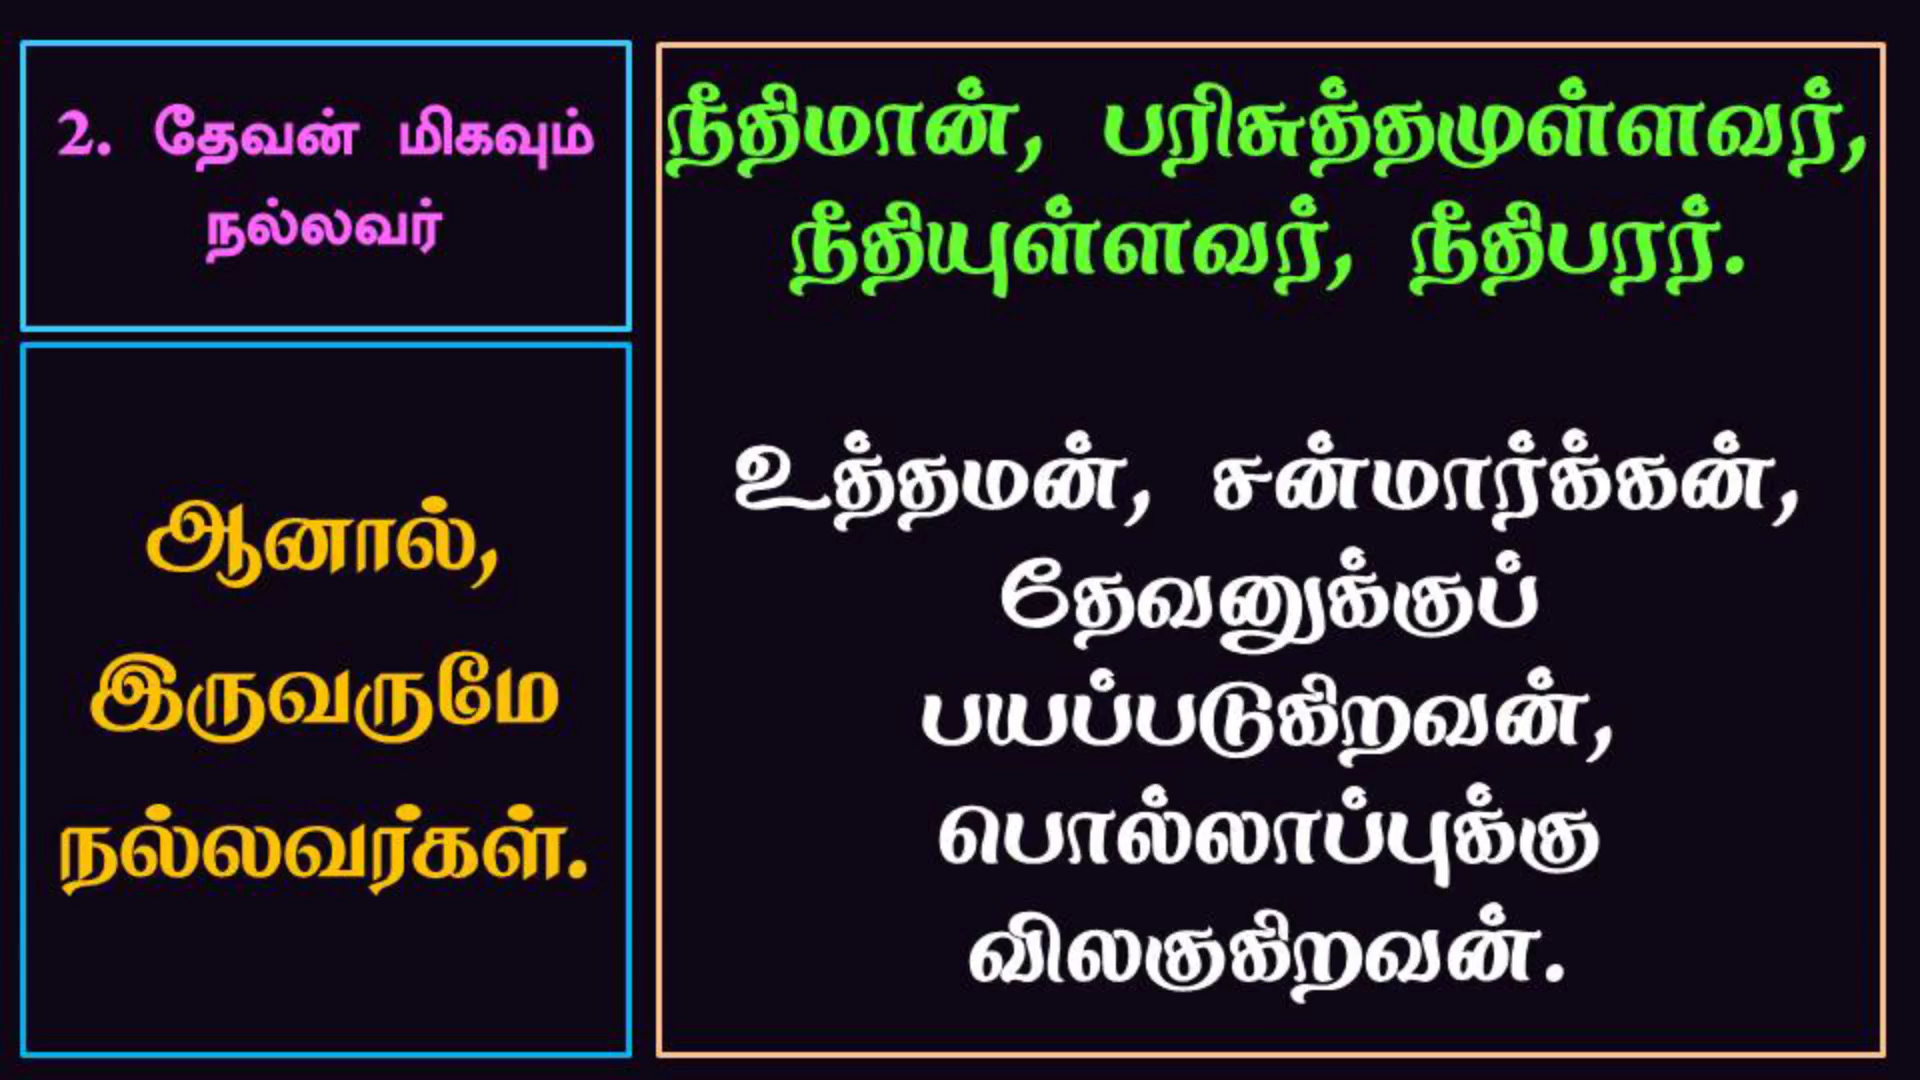 2. தேவன் மிகவும்
நல்லவர்
ஆனால்,
இருவருமே
நல்லவர்கள்.
நீதிமான், பரிசுத்தமுள்ளவர்,
நீதியுள்ளவர், நீதிபரர்.
உத்தமன், சன்மார்க்கன்,
தேவனுக்குப்
பயப்படுகிறவன்,
பொல்லாப்புக்கு
விலகுகிறவன்.